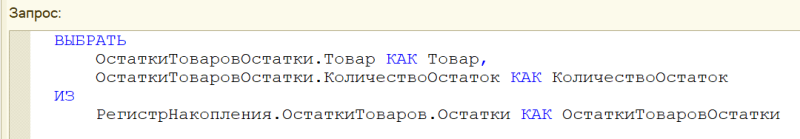 Запрос:
ВЫБРАТЬ
ОстаткиТоваровОстатки.Товар КАК Товар,
ОстаткиТоваровОстатки.КоличествоОстаток КАК КоличествоОстаток
ИЗ
РегистрНакопления.ОстаткиТоваров.Остатки КАК ОстаткиТоваровОстатки